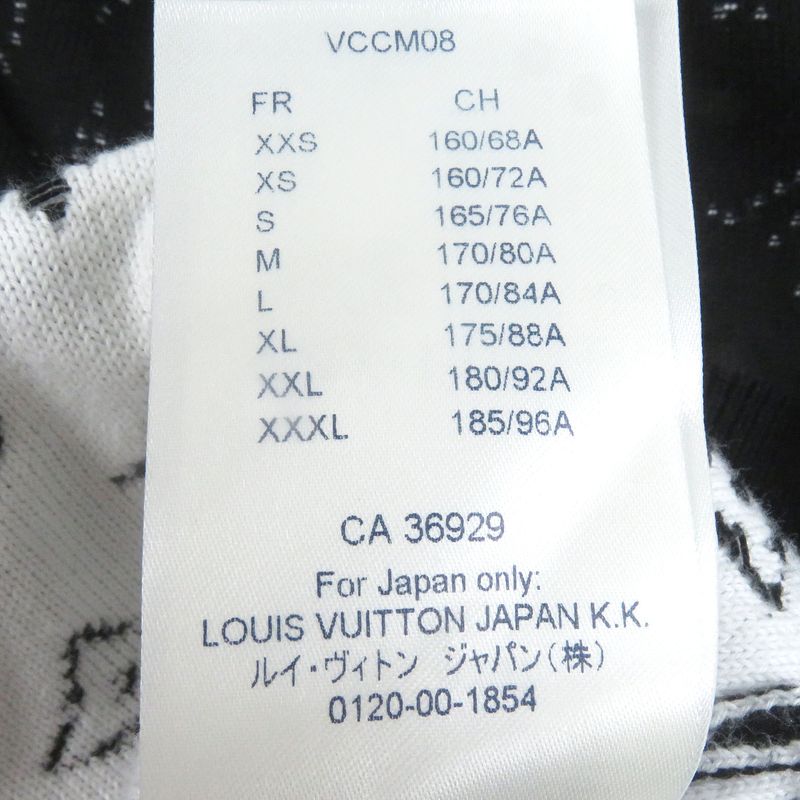 VCCM08
FR CH
XXS 160/68A
XS 160/72A
S 165/76A
M 170/80A
L 170/84A
XL 175/88A
XXL 180/92A
XXXL 185/96A
CA 36929
For Japan only:
LOUIS VUITTON JAPAN K.K.
ルイ・ヴィトン ジャパン(株)
0120-00-1854